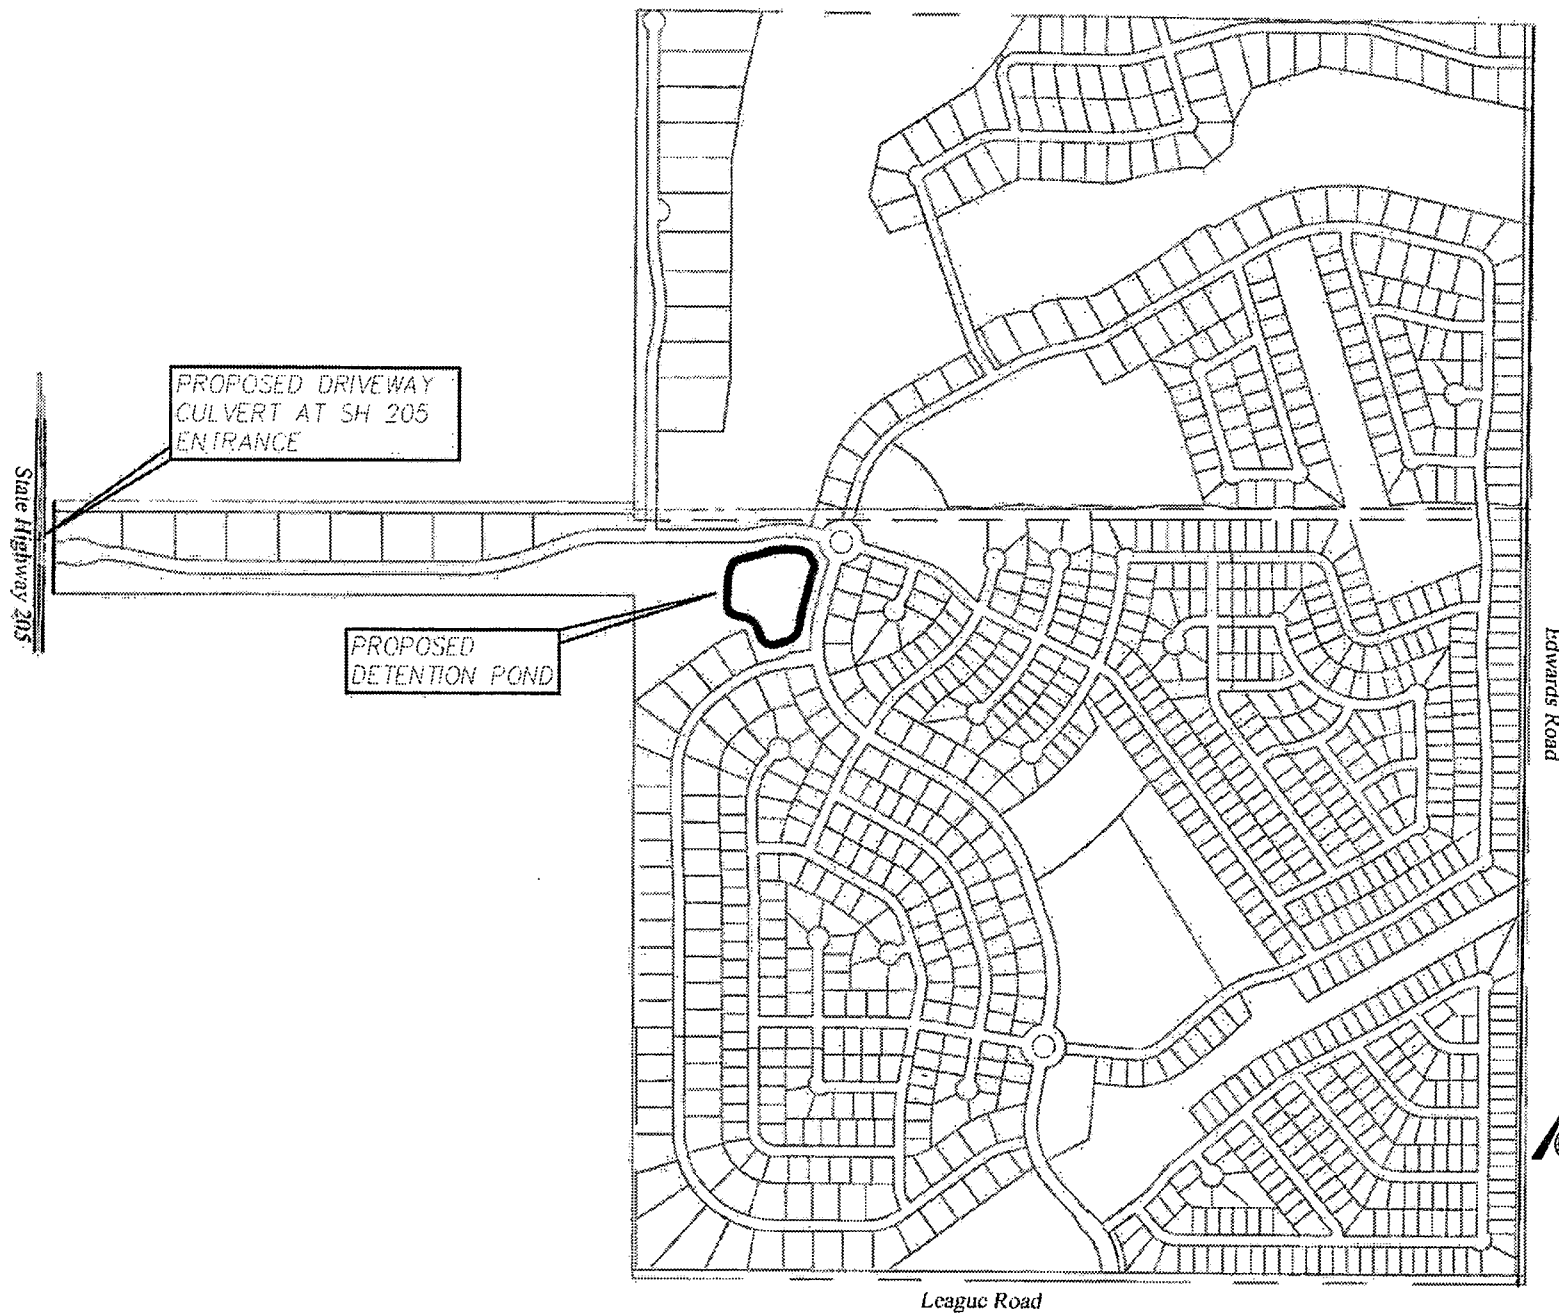 PROPOSED DRIVEWAY
CULVERT AT SH 205
ENTRANCE
State Highway 205
PROPOSED
DETENTION POND
Edwards Road
League Road